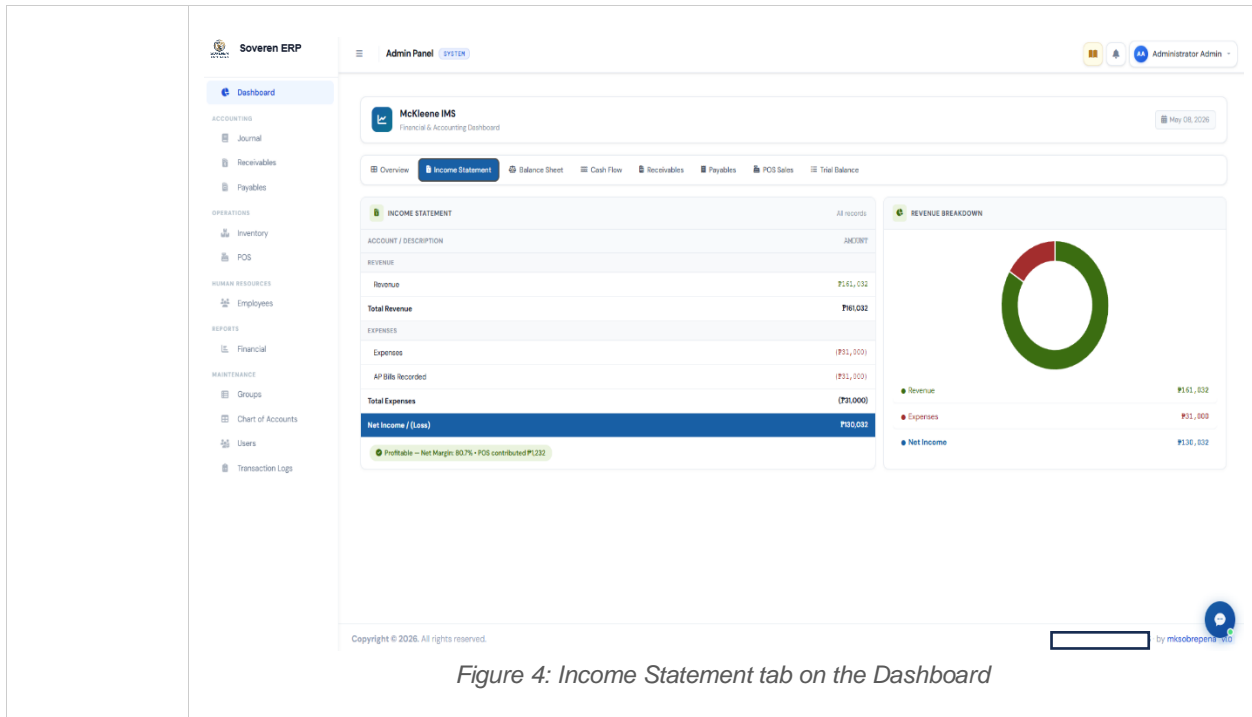 Soveren ERP
Admin Panel SYSTEM
AA Administrator Admin
Dashboard
ACCOUNTING
Journal
Receivables
Payables
OPERATIONS
Inventory
POS
HUMAN RESOURCES
Employees
REPORTS
Financial
MAINTENANCE
Groups
Chart of Accounts
Users
Transaction Logs
McKleene IMS
Financial & Accounting Dashboard
May 08, 2026
Overview Income Statement Balance Sheet Cash Flow Receivables Payables POS Sales Trial Balance
INCOME STATEMENT All records
ACCOUNT / DESCRIPTION AMOUNT
REVENUE
Revenue ₱161,032
Total Revenue ₱161,032
EXPENSES
Expenses (₱31,000)
AP Bills Recorded (₱31,000)
Total Expenses (₱31,000)
Net Income / (Loss) ₱130,032
Profitable — Net Margin: 80.7% • POS contributed ₱1,232
REVENUE BREAKDOWN
Revenue ₱161,032
Expenses ₱31,000
Net Income ₱130,032
Copyright © 2026. All rights reserved.
by mksobrepena
Figure 4: Income Statement tab on the Dashboard